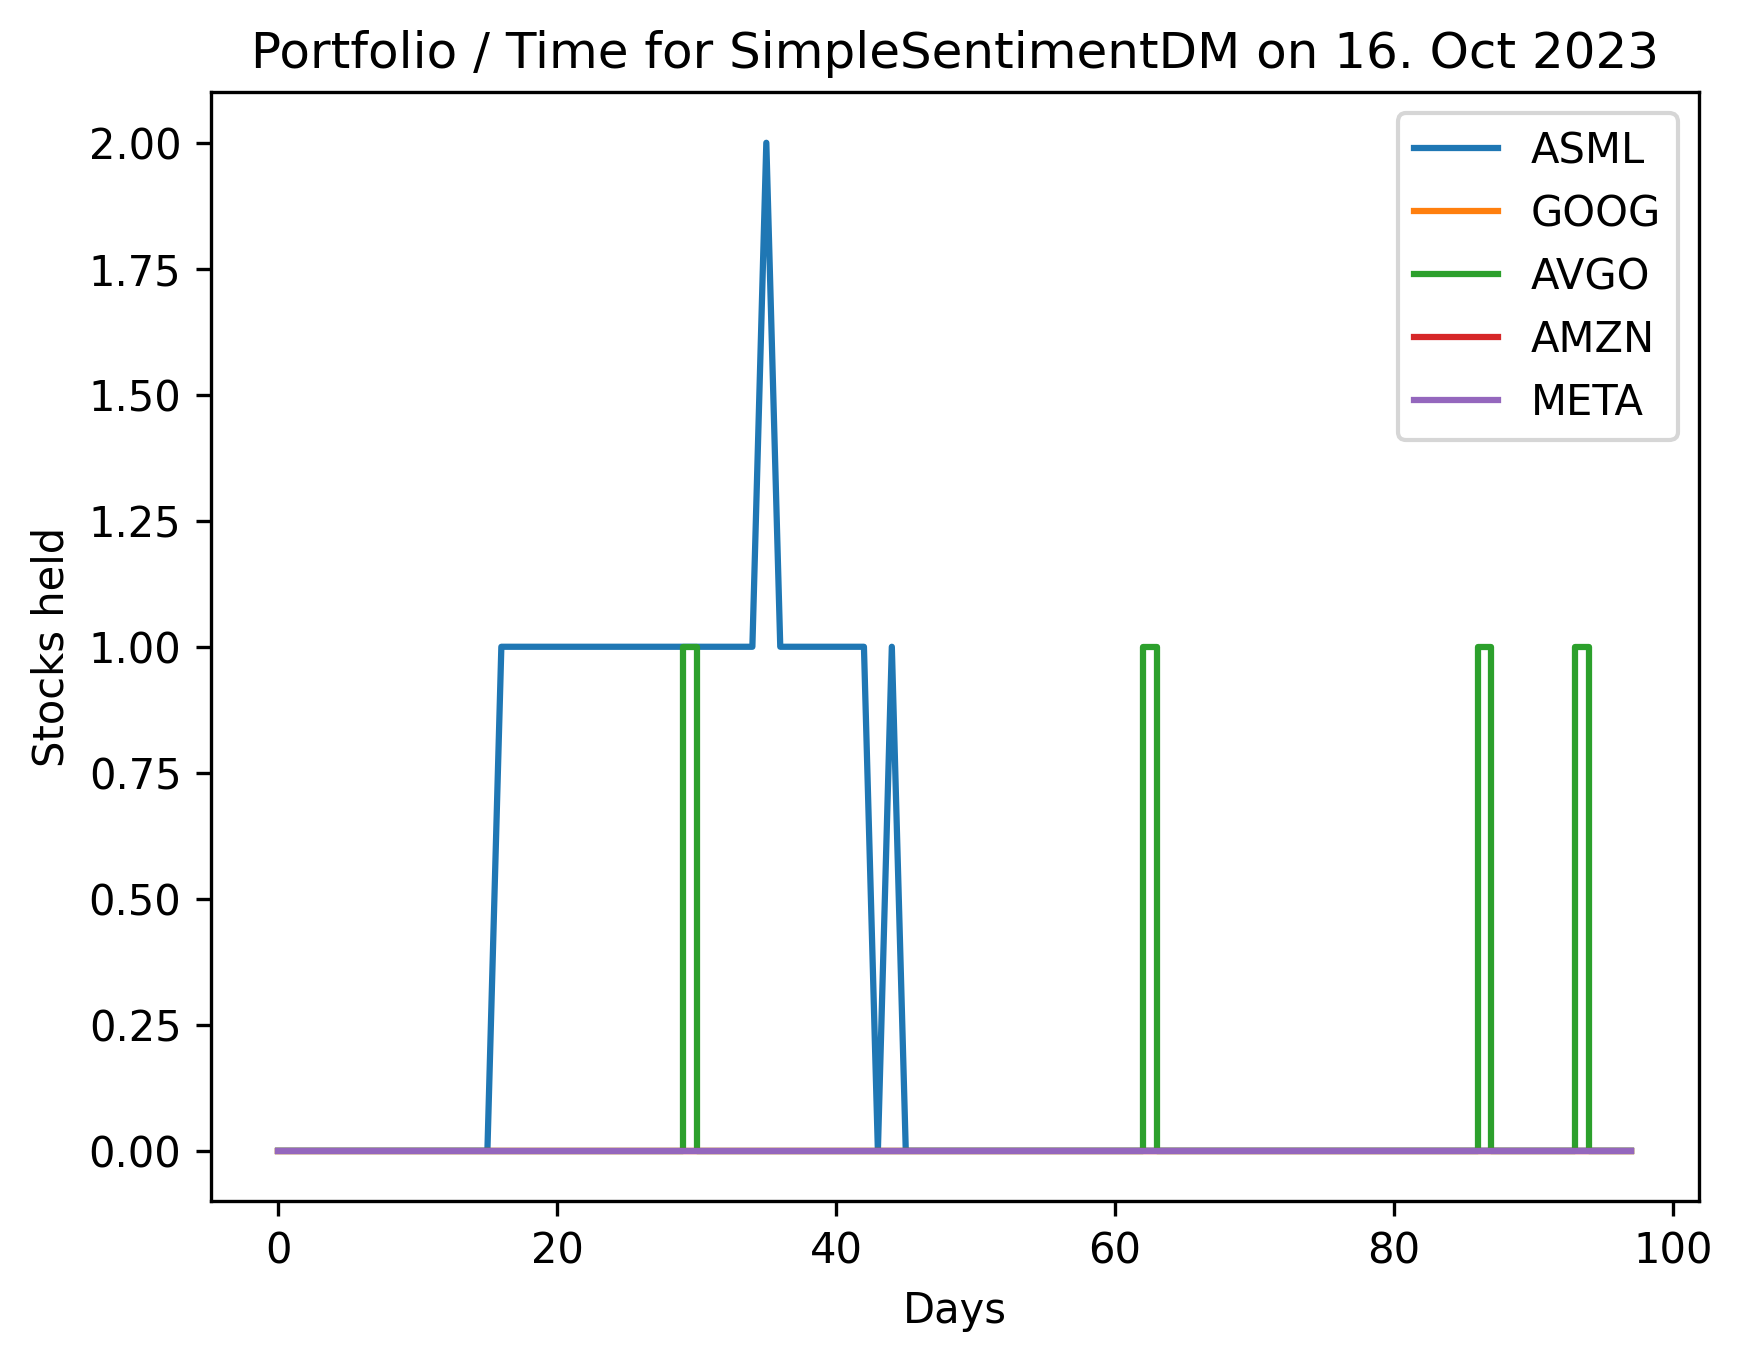 Portfolio / Time for SimpleSentimentDM on 16. Oct 2023
2.00
1.75
1.50
1.25
1.00
0.75
0.50
0.25
0.00
Stocks held
ASML
GOOG
AVGO
AMZN
META
0 20 40 60 80 100
Days